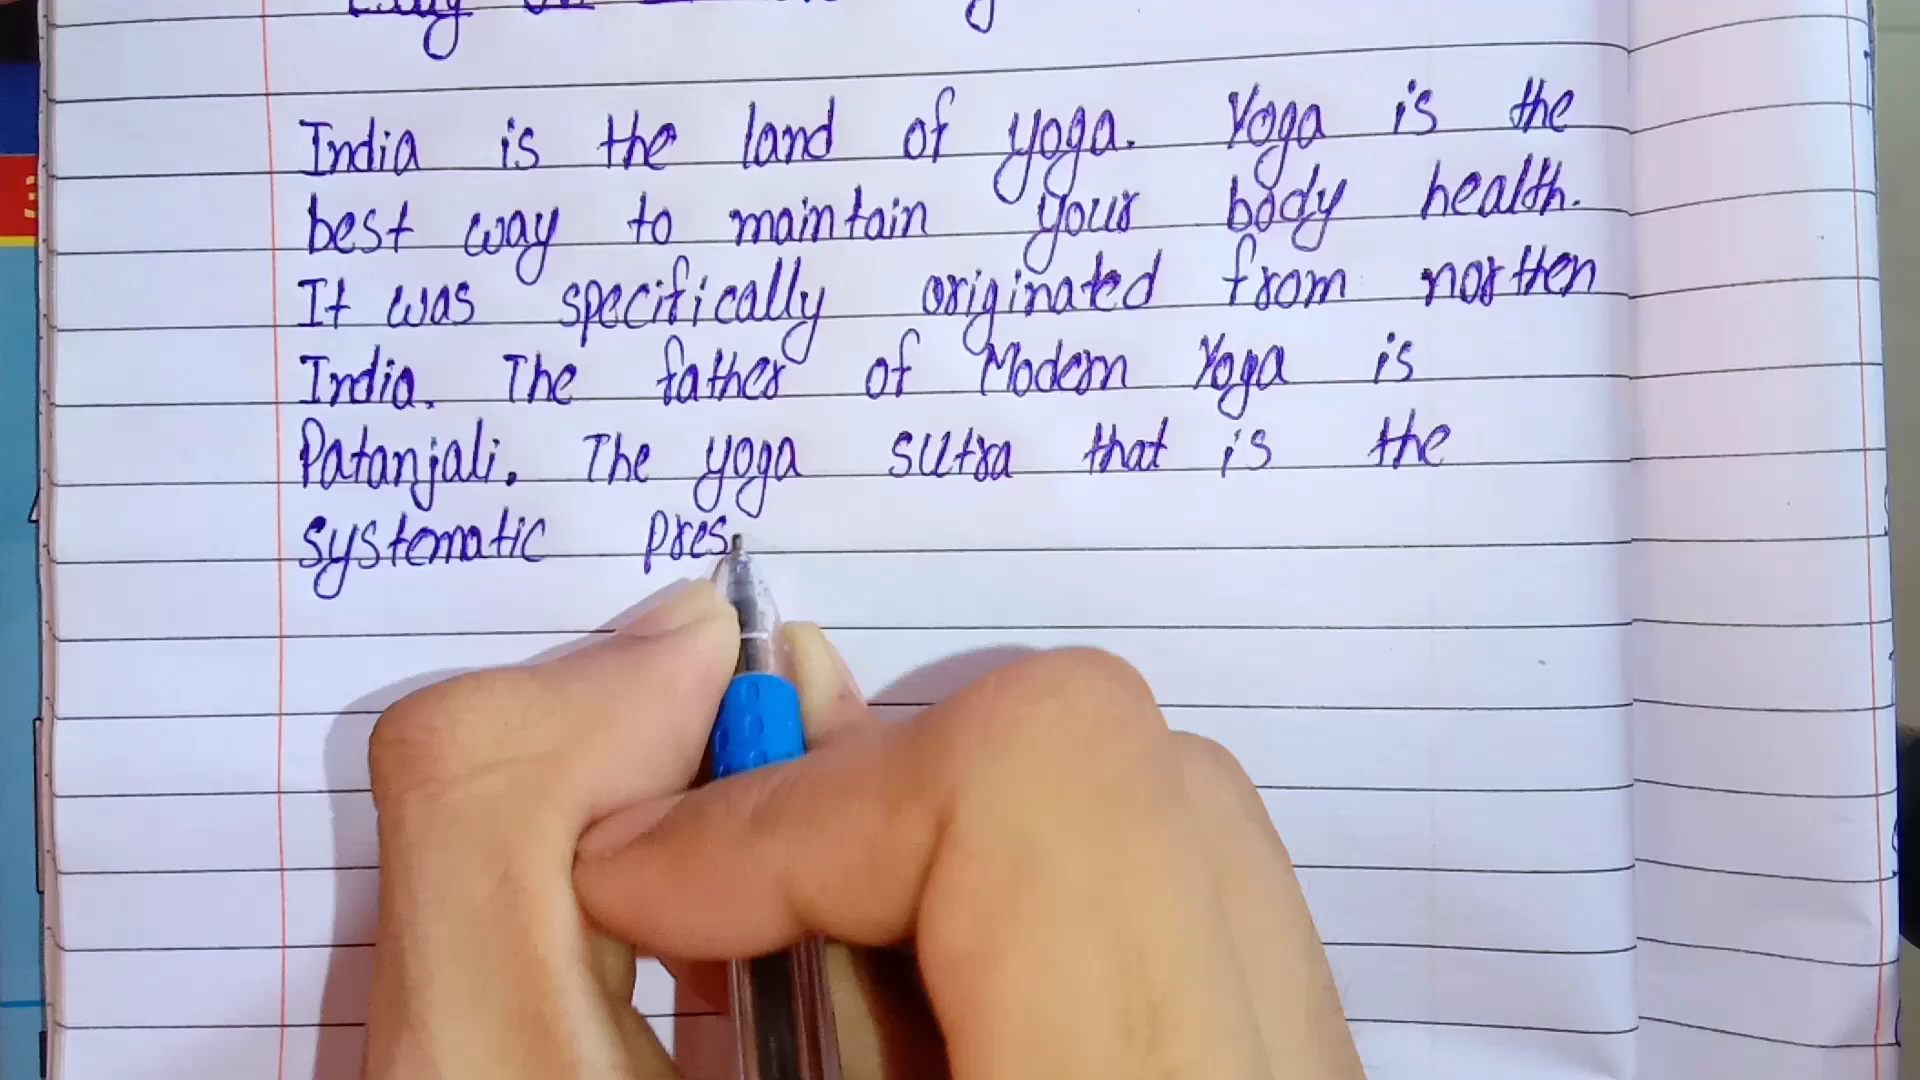 India is the land of yoga. Yoga is the
best way to maintain your body health.
It was specifically originated from northen
India. The father of Modern Yoga is
Patanjali. The yoga sutra that is the
systematic pres